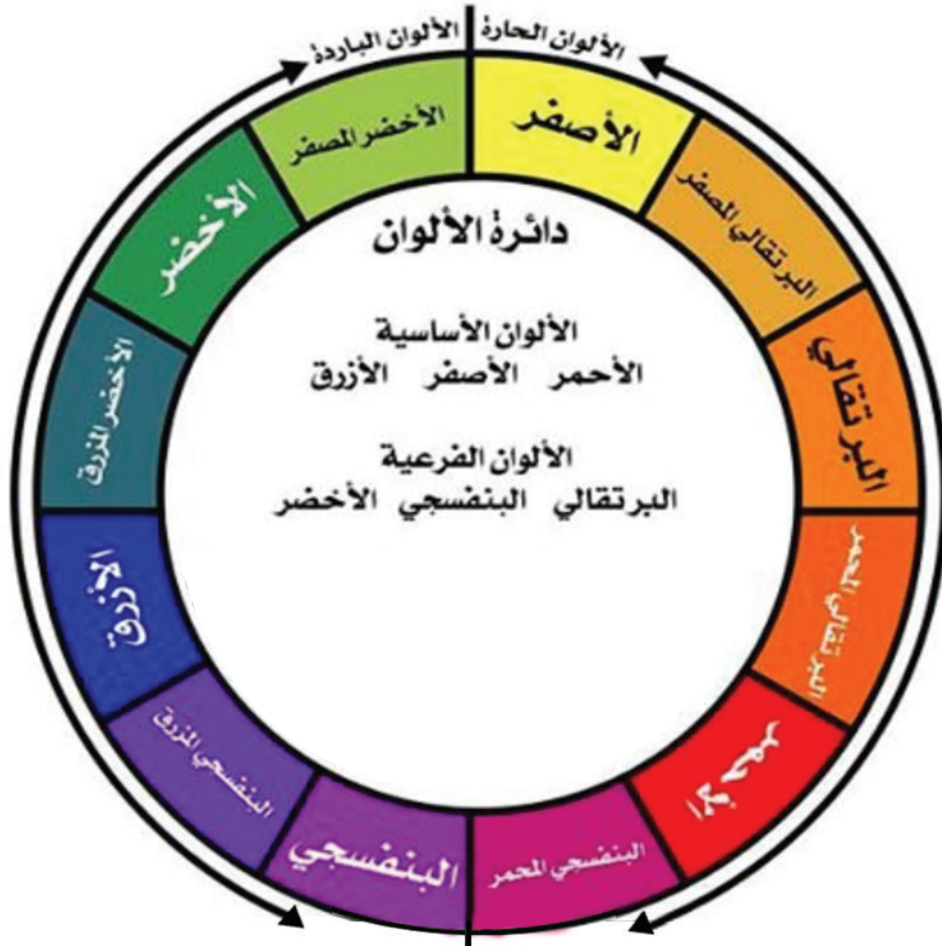 الألوان الحارة
الألوان الباردة
الأصفر
البرتقالي المصفر
البرتقالي
البرتقالي المحمر
الأحمر
البنفسجي المحمر
البنفسجي
البنفسجي المزرق
الأزرق
الأخضر المزرق
الأخضر
الأخضر المصفر
دائرة الألوان
الألوان الأساسية
الأحمر الأصفر الأزرق
الألوان الفرعية
البرتقالي البنفسجي الأخضر